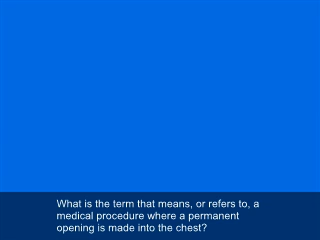 What is the term that means, or refers to, a
medical procedure where a permanent
opening is made into the chest?